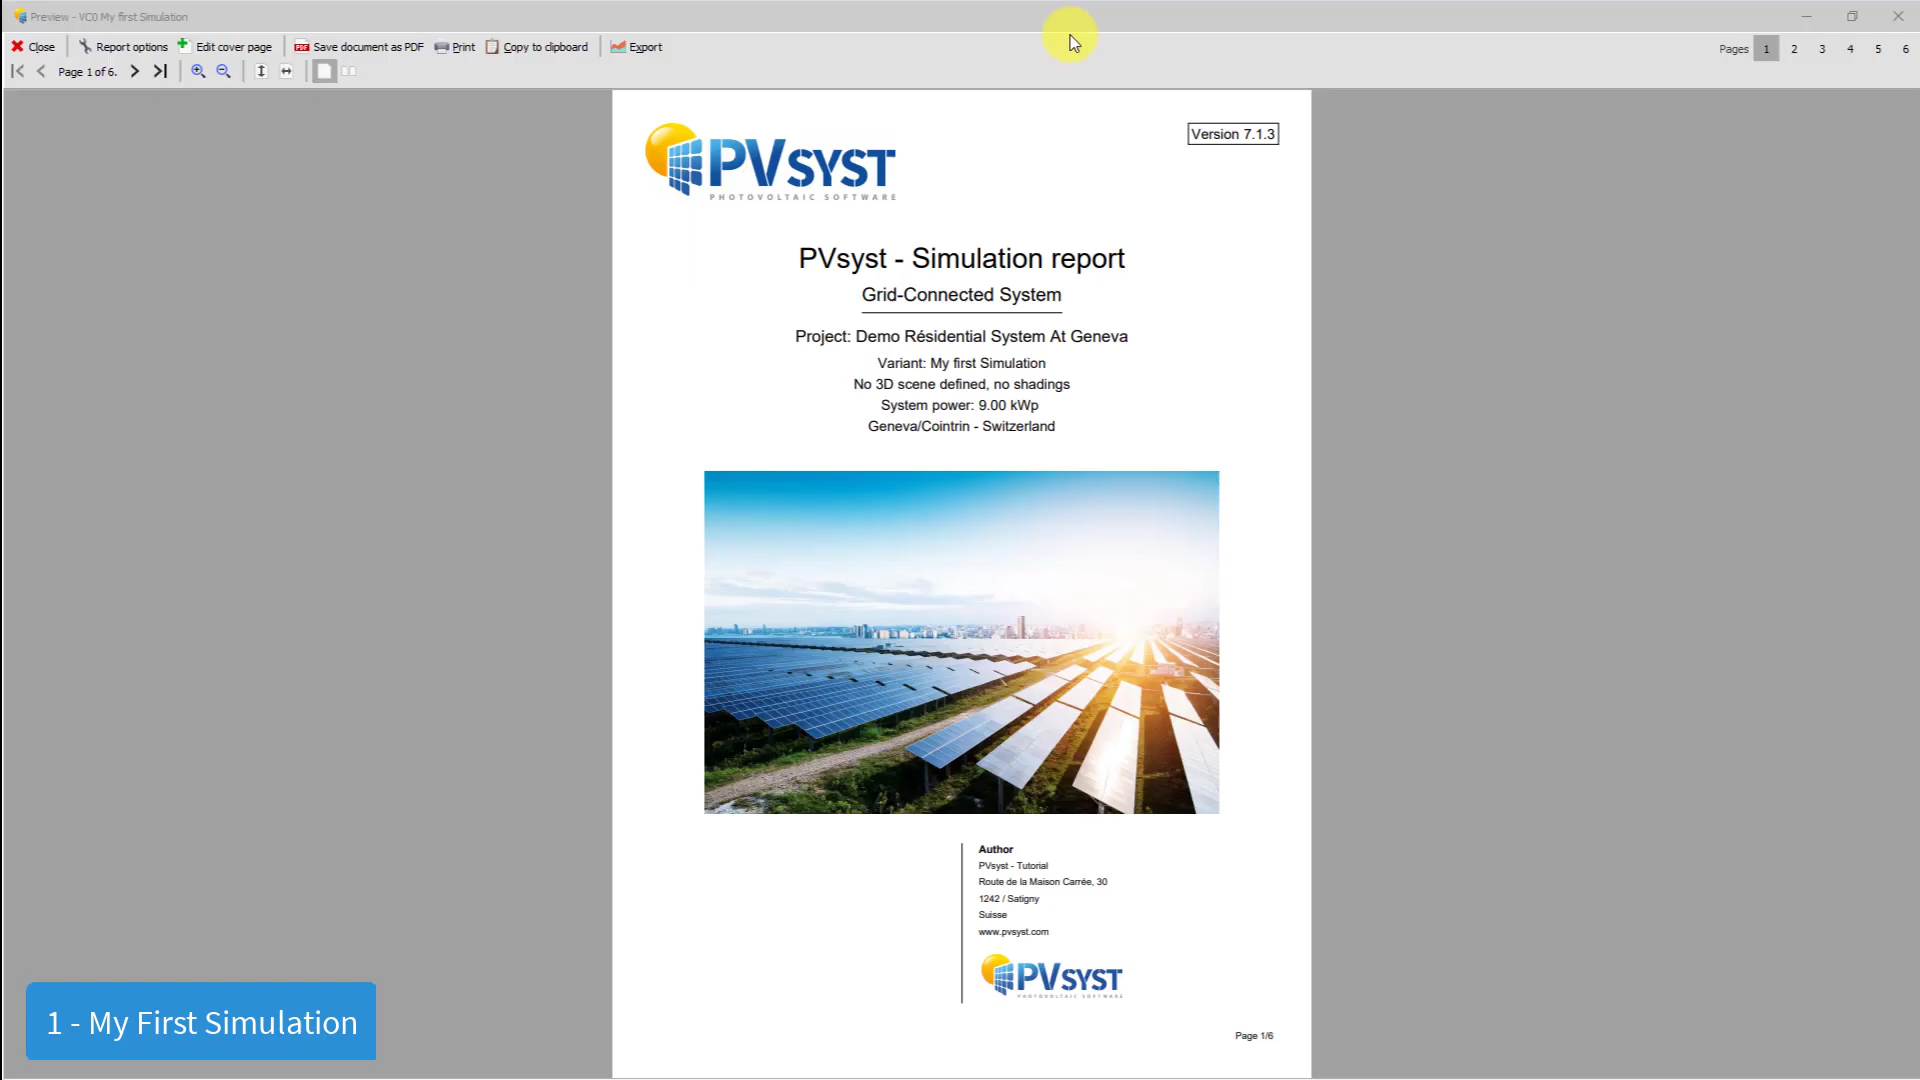 Preview - VC0 My first Simulation
Close Report options Edit cover page Save document as PDF Print Copy to clipboard Export Pages 1 2 3 4 5 6
Page 1 of 6.
PVSYST
PHOTOVOLTAIC SOFTWARE
Version 7.1.3
PVsyst - Simulation report
Grid-Connected System
Project: Demo Résidential System At Geneva
Variant: My first Simulation
No 3D scene defined, no shadings
System power: 9.00 kWp
Geneva/Cointrin - Switzerland
Author
PVsyst - Tutorial
Route de la Maison Carrée, 30
1242 / Satigny
Suisse
www.pvsyst.com
PVSYST
PHOTOVOLTAIC SOFTWARE
Page 1/6
1 - My First Simulation